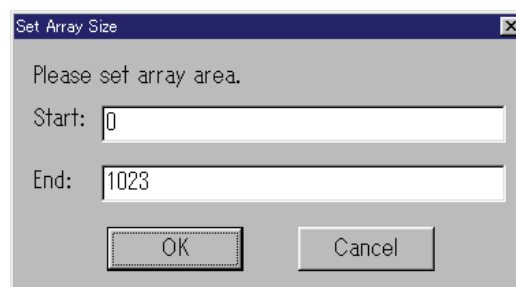 Set Array Size
Please set array area.
Start: 0
End: 1023
OK Cancel